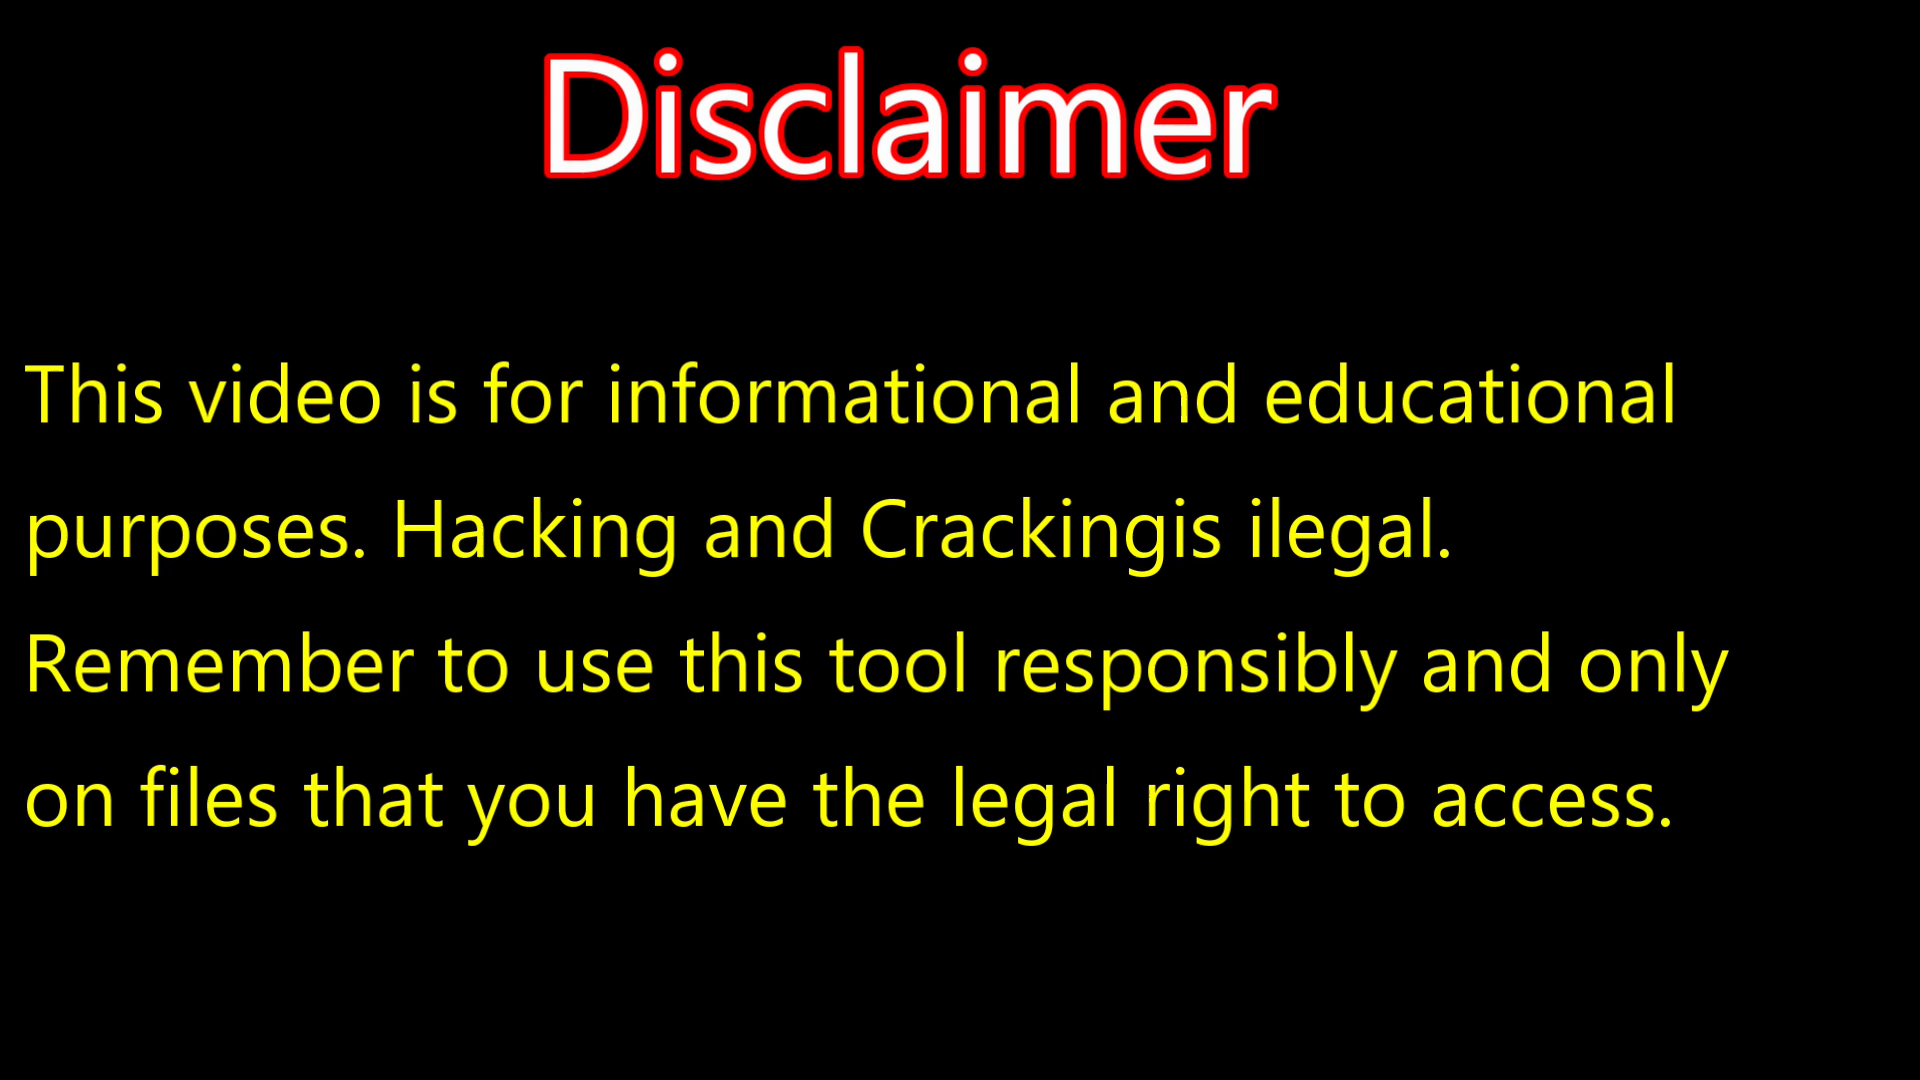 Disclaimer
This video is for informational and educational
purposes. Hacking and Crackingis ilegal.
Remember to use this tool responsibly and only
on files that you have the legal right to access.